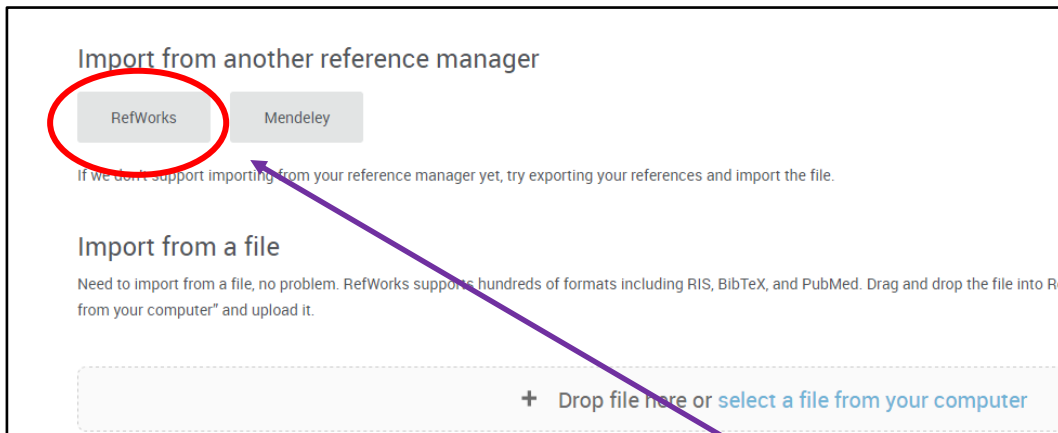 Import from another reference manager
RefWorks Mendeley
If we don't support importing from your reference manager yet, try exporting your references and import the file.
Import from a file
Need to import from a file, no problem. RefWorks supports hundreds of formats including RIS, BibTeX, and PubMed. Drag and drop the file into R
from your computer" and upload it.
+ Drop file here or select a file from your computer